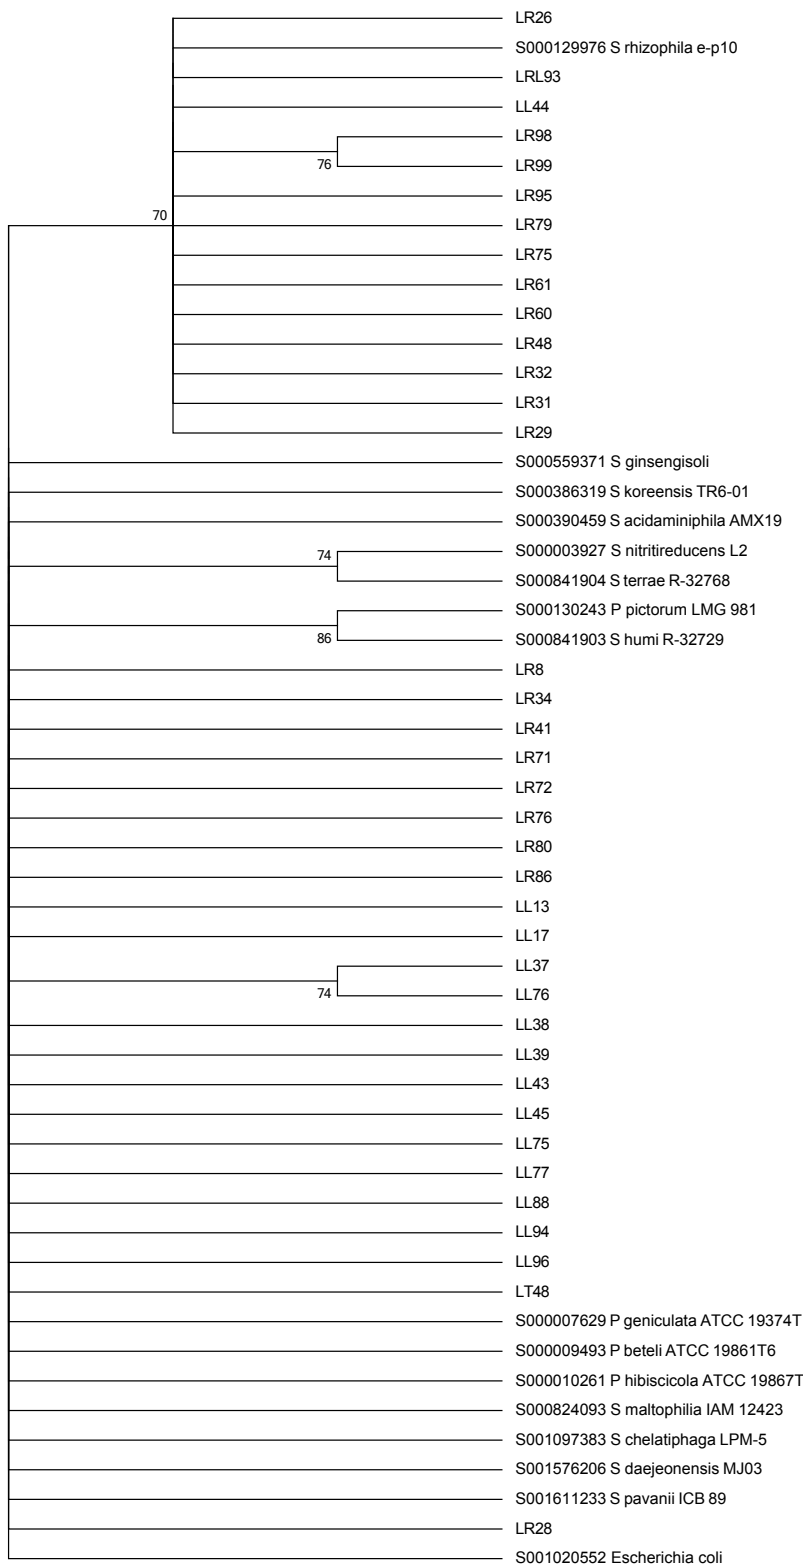 LR26
S000129976 S rhizophila e-p10
LRL93
LL44
LR98
76
LR99
LR95
70
LR79
LR75
LR61
LR60
LR48
LR32
LR31
LR29
S000559371 S ginsengisoli
S000386319 S koreensis TR6-01
S000390459 S acidaminiphila AMX19
74
S000003927 S nitritireducens L2
S000841904 S terrae R-32768
S000130243 P pictorum LMG 981
86
S000841903 S humi R-32729
LR8
LR34
LR41
LR71
LR72
LR76
LR80
LR86
LL13
LL17
LL37
74
LL76
LL38
LL39
LL43
LL45
LL75
LL77
LL88
LL94
LL96
LT48
S000007629 P geniculata ATCC 19374T
S000009493 P beteli ATCC 19861T6
S000010261 P hibiscicola ATCC 19867T
S000824093 S maltophilia IAM 12423
S001097383 S chelatiphaga LPM-5
S001576206 S daejeonensis MJ03
S001611233 S pavanii ICB 89
LR28
S001020552 Escherichia coli